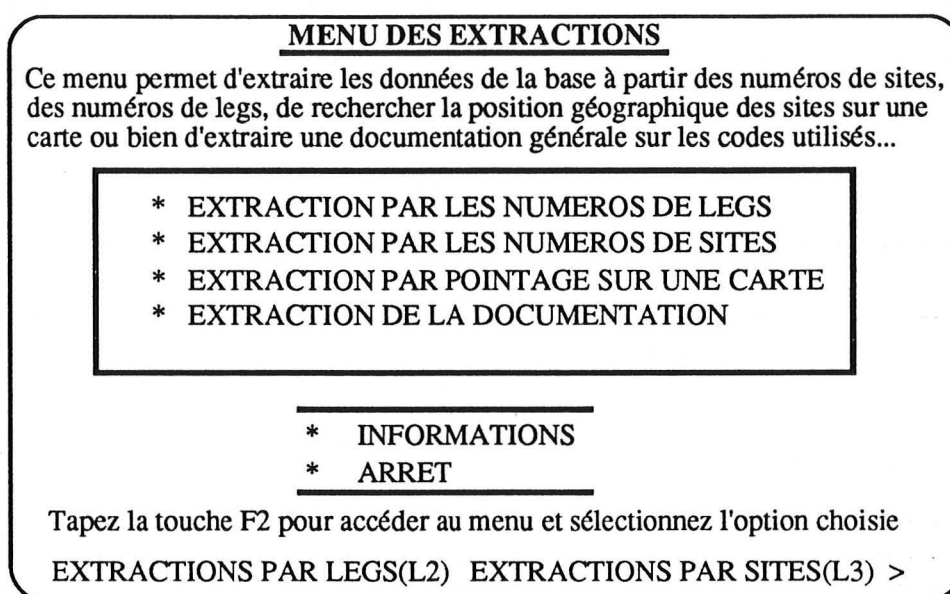 MENU DES EXTRACTIONS
Ce menu permet d'extraire les données de la base à partir des numéros de sites,
des numéros de legs, de rechercher la position géographique des sites sur une
carte ou bien d'extraire une documentation générale sur les codes utilisés...
* EXTRACTION PAR LES NUMEROS DE LEGS
* EXTRACTION PAR LES NUMEROS DE SITES
* EXTRACTION PAR POINTAGE SUR UNE CARTE
* EXTRACTION DE LA DOCUMENTATION
* INFORMATIONS
* ARRET
Tapez la touche F2 pour accéder au menu et sélectionnez l'option choisie
EXTRACTIONS PAR LEGS(L2) EXTRACTIONS PAR SITES(L3) >